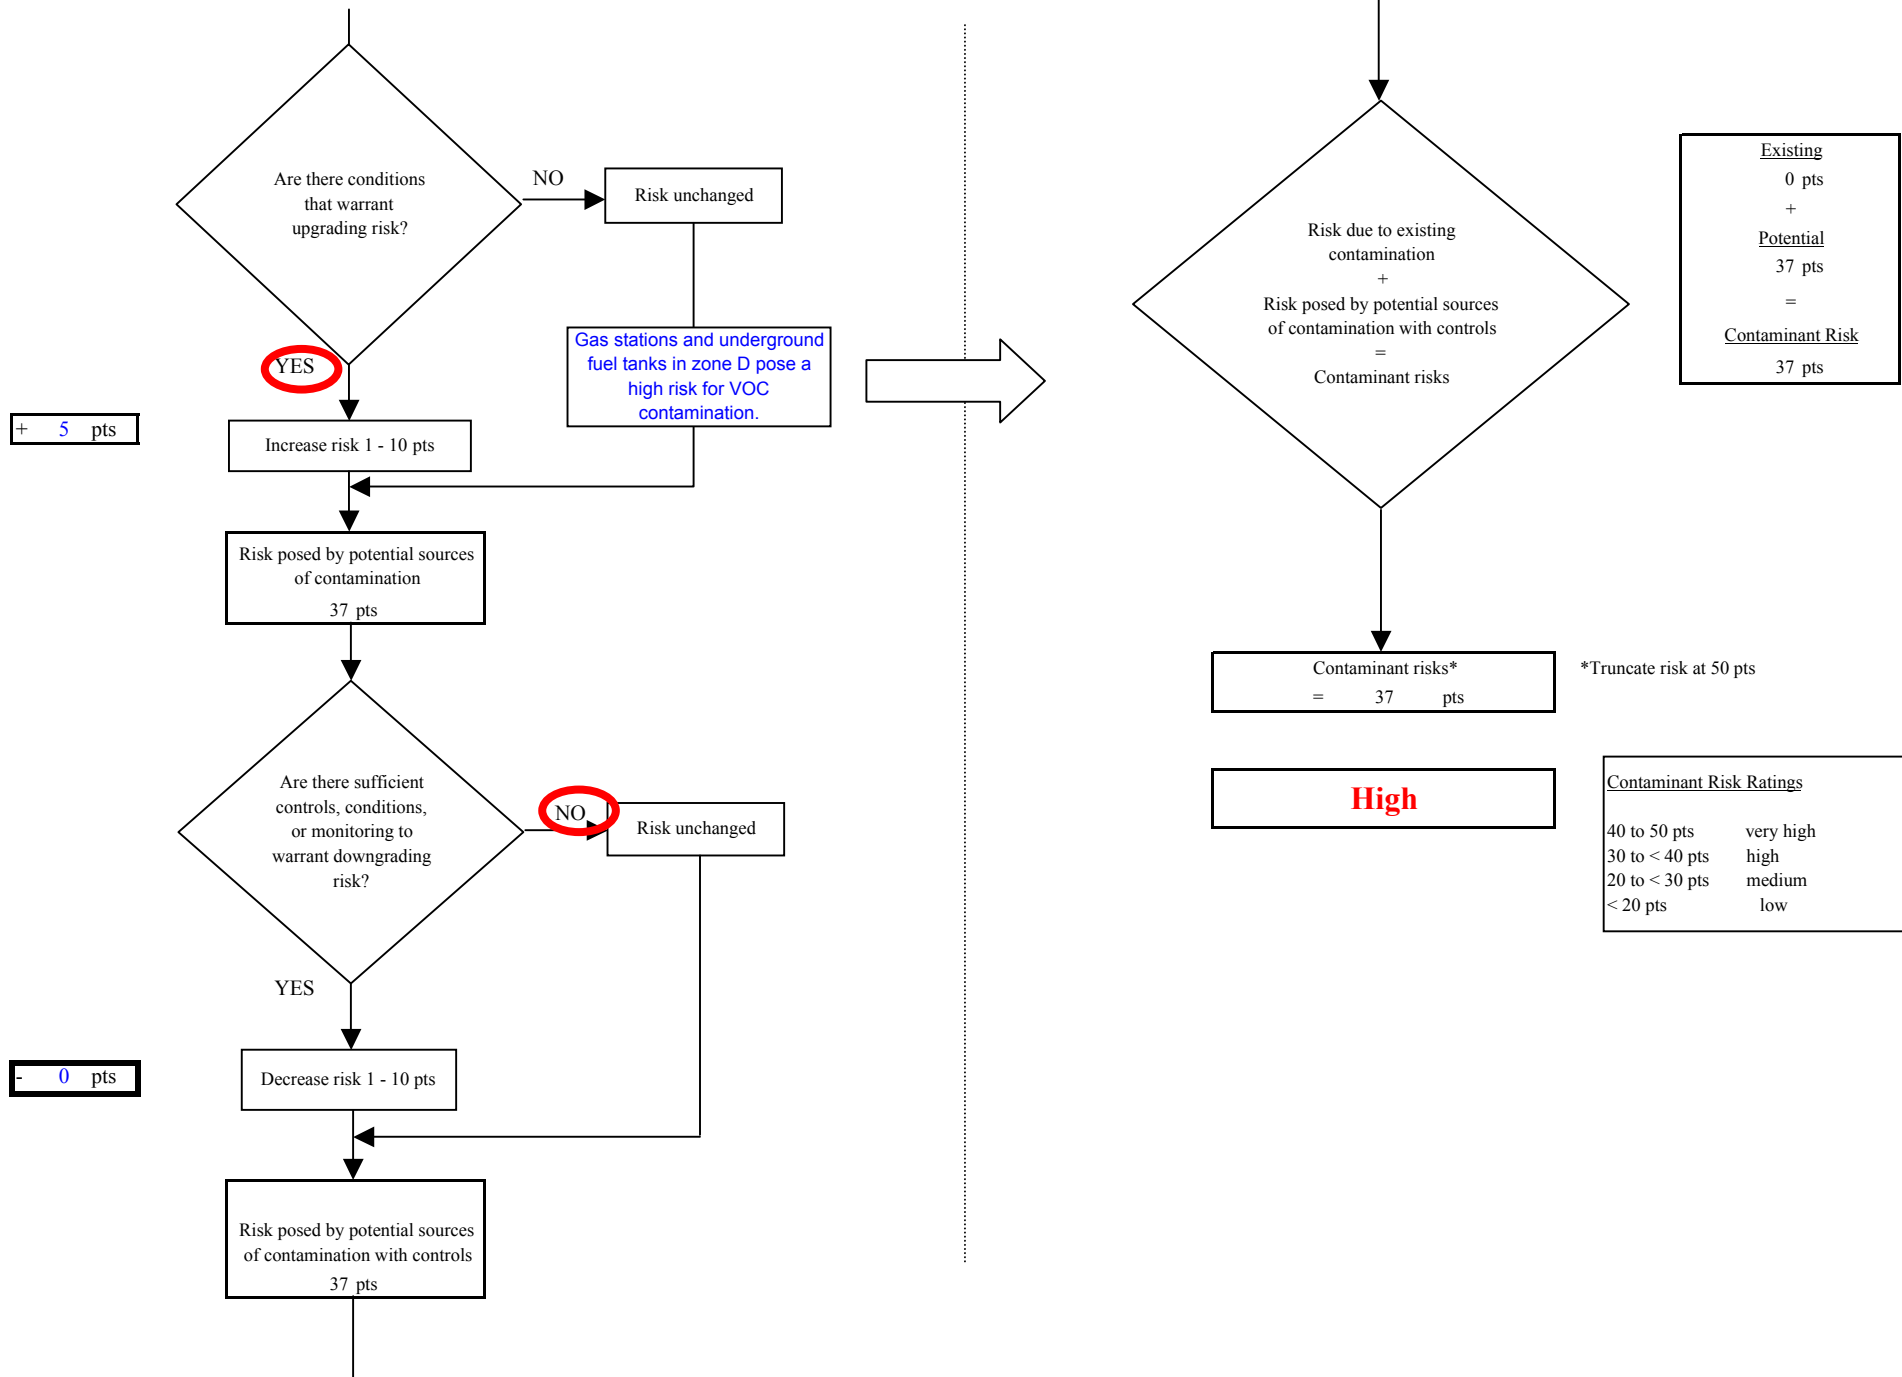 Are there conditions
that warrant
upgrading risk?
NO
Risk unchanged
YES
Gas stations and underground
fuel tanks in zone D pose a
high risk for VOC
contamination.
+ 5 pts
Increase risk 1 - 10 pts
Risk posed by potential sources
of contamination
37 pts
Are there sufficient
controls, conditions,
or monitoring to
warrant downgrading
risk?
NO
Risk unchanged
YES
- 0 pts
Decrease risk 1 - 10 pts
Risk posed by potential sources
of contamination with controls
37 pts
Risk due to existing
contamination
+
Risk posed by potential sources
of contamination with controls
=
Contaminant risks
Existing
0 pts
+
Potential
37 pts
=
Contaminant Risk
37 pts
Contaminant risks*
= 37 pts
*Truncate risk at 50 pts
High
Contaminant Risk Ratings
40 to 50 pts very high
30 to < 40 pts high
20 to < 30 pts medium
< 20 pts low